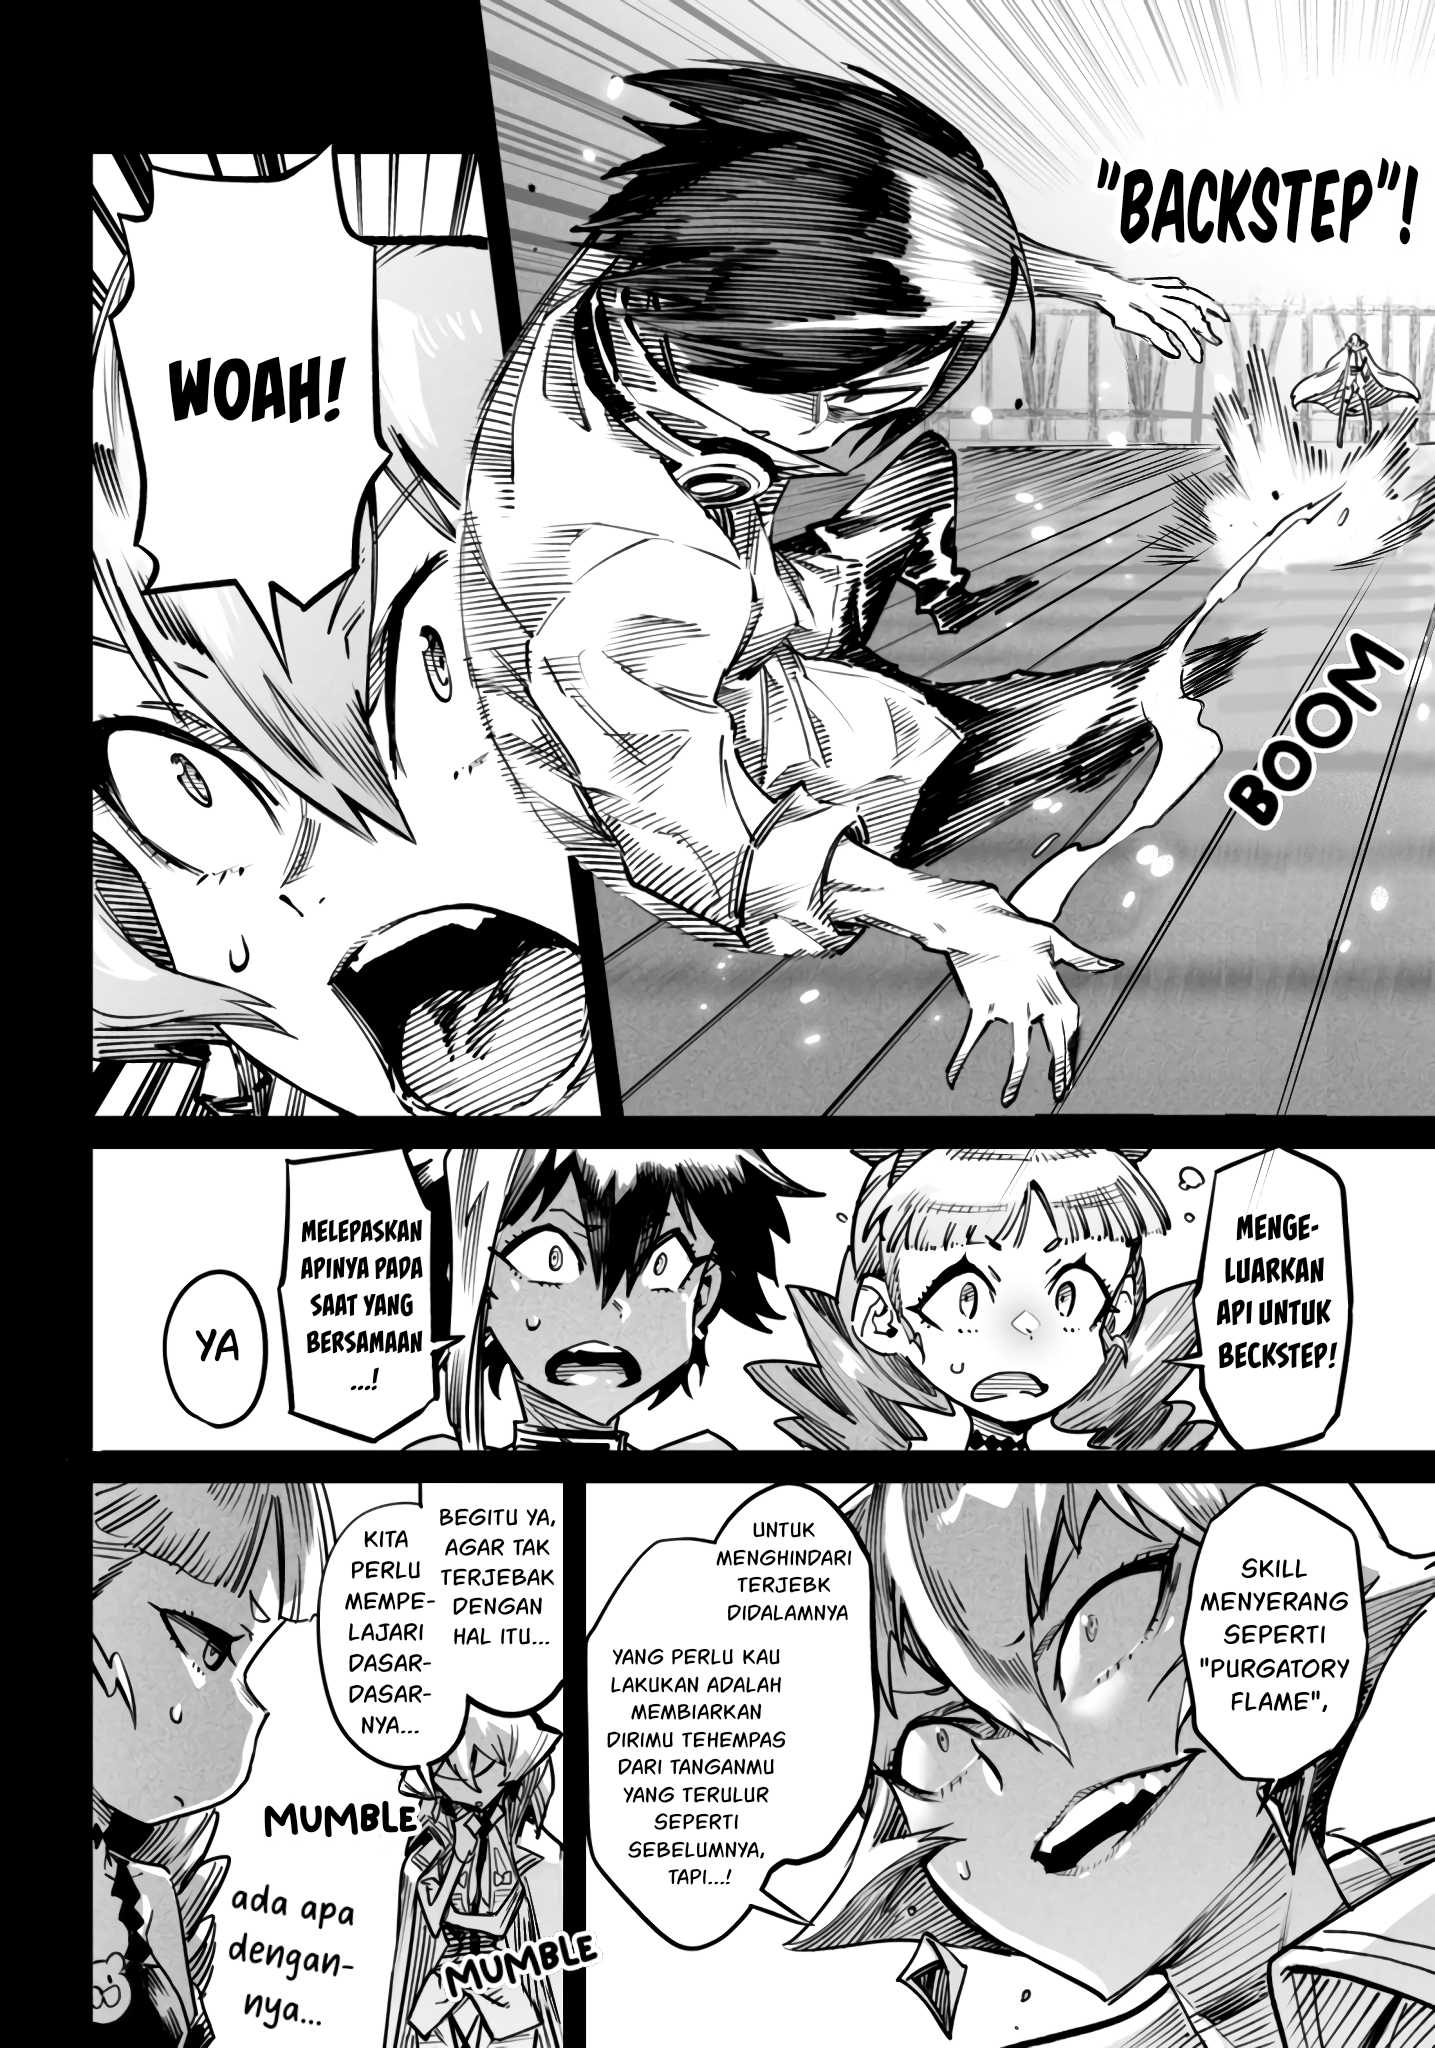 "BACKSTEP"!
BOOM
WOAH!
MENGE-
LUARKAN
API UNTUK
BECKSTEP!
MELEPASKAN
APINYA PADA
SAAT YANG
BERSAMAAN
...!
YA
SKILL
MENYERANG
SEPERTI
"PURGATORY
FLAME",
UNTUK
MENGHINDARI
TERJEBK
DIDALAMNYA
YANG PERLU KAU
LAKUKAN ADALAH
MEMBIARKAN
DIRIMU TEHEMPAS
DARI TANGANMU
YANG TERULUR
SEPERTI
SEBELUMNYA,
TAPI...!
BEGITU YA,
AGAR TAK
TERJEBAK
DENGAN
HAL ITU...
KITA
PERLU
MEMPE-
LAJARI
DASAR-
DASAR-
NYA...
MUMBLE
MUMBLE
ada apa
dengan-
nya...